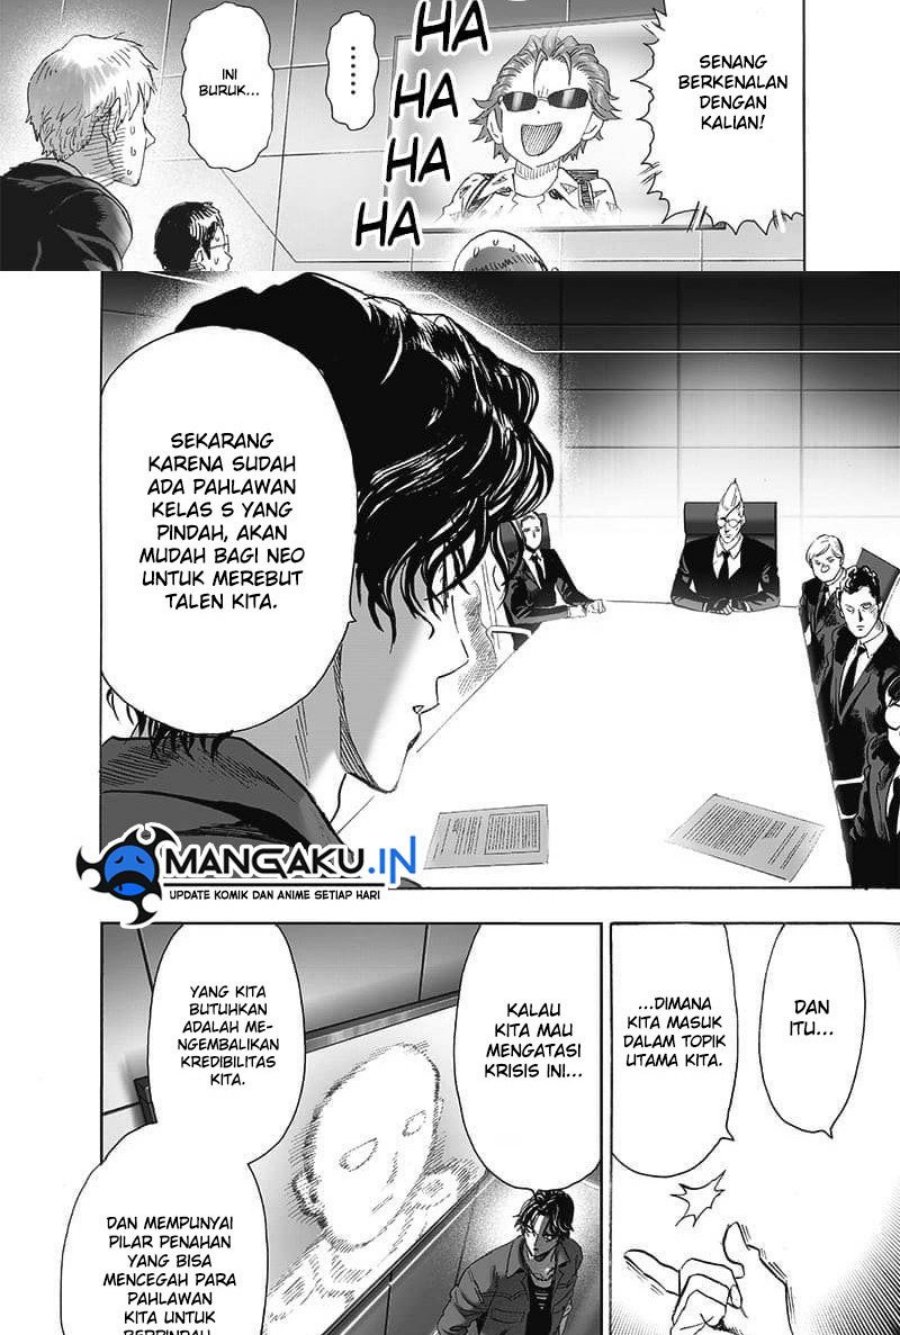 SENANG
BERKENALAN
DENGAN
KALIAN!
HA
HA
HA
HA
.......
INI
BURUK...
SEKARANG
KARENA SUDAH
ADA PAHLAWAN
KELAS S YANG
PINDAH, AKAN
MUDAH BAGI NEO
UNTUK MEREBUT
TALEN KITA.
MANGAKU.IN
UPDATE KOMIK DAN ANIME SETIAP HARI
DAN
ITU...
...DIMANA
KITA MASUK
DALAM TOPIK
UTAMA KITA.
KALAU
KITA MAU
MENGATASI
KRISIS INI...
YANG KITA
BUTUHKAN
ADALAH ME-
NGEMBALIKAN
KREDIBILITAS
KITA.
DAN MEMPUNYAI
PILAR PENAHAN
YANG BISA
MENCEGAH PARA
PAHLAWAN
KITA UNTUK